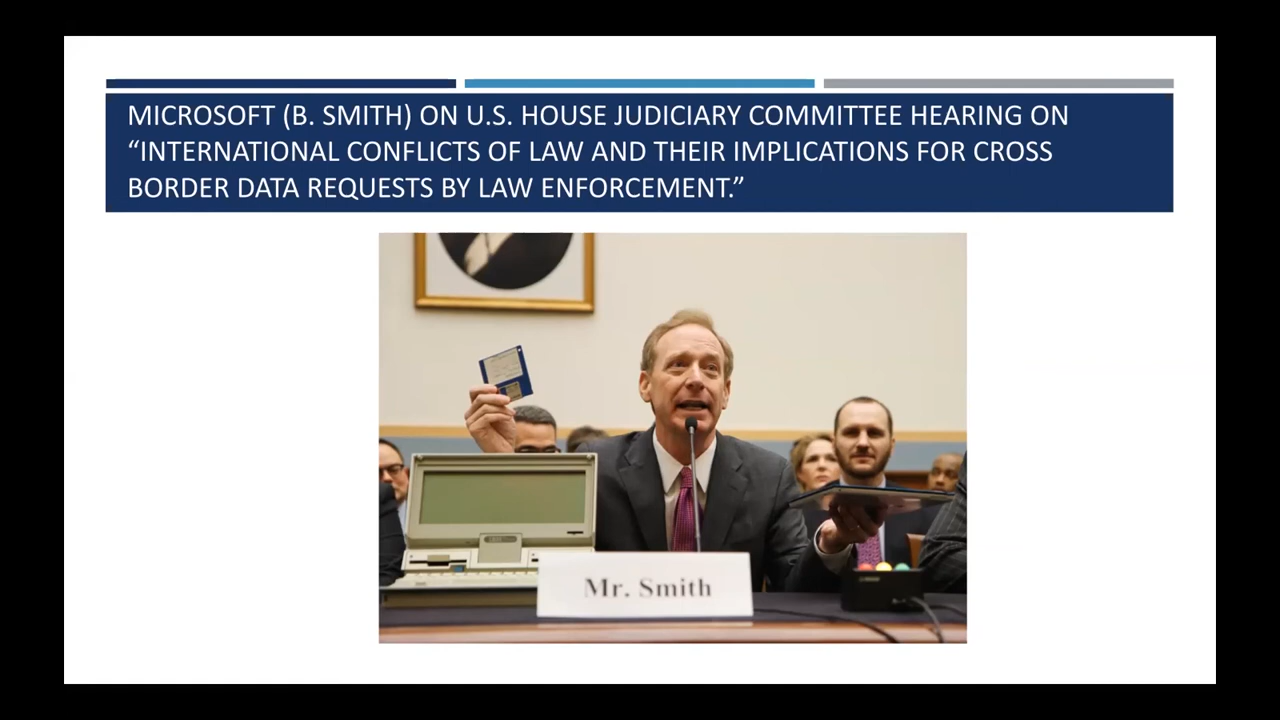 MICROSOFT (B. SMITH) ON U.S. HOUSE JUDICIARY COMMITTEE HEARING ON
“INTERNATIONAL CONFLICTS OF LAW AND THEIR IMPLICATIONS FOR CROSS
BORDER DATA REQUESTS BY LAW ENFORCEMENT.”
Mr. Smith